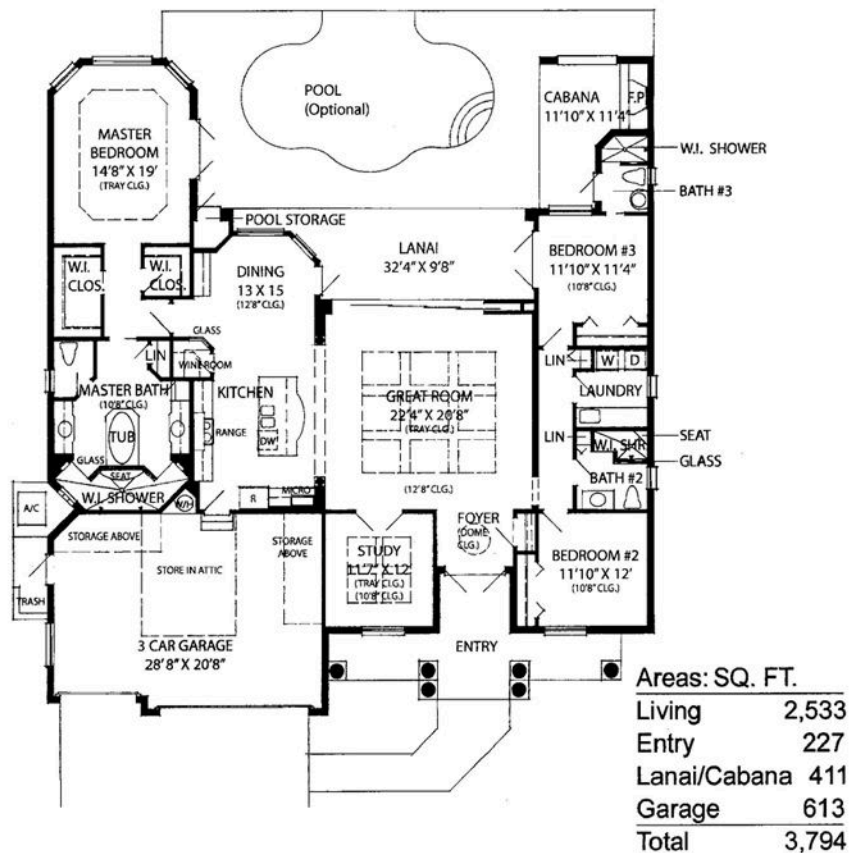 POOL
(Optional)
CABANA
11'10" X 11'4"
F.P
MASTER
BEDROOM
14'8" X 19'
(TRAY CLG.)
W.I. SHOWER
BATH #3
POOL STORAGE
LANAI
32'4" X 9'8"
BEDROOM #3
11'10" X 11'4"
(10'8" CLG.)
W.I.
CLOS.
W.I.
CLOS.
DINING
13 X 15
(12'8" CLG.)
GLASS
LIN
WINE ROOM
LIN
W
D
MASTER BATH
(10'8" CLG.)
KITCHEN
GREAT ROOM
22'4" X 20'8"
(TRAY CLG.)
LAUNDRY
TUB
RANGE
DW
LIN
W.I. SHR
SEAT
GLASS
GLASS
SEAT
BATH #2
W.I. SHOWER
W/H
R
MICRO
(12'8" CLG.)
A/C
FOYER
(DOME
CLG.)
STORAGE ABOVE
STORE IN ATTIC
STORAGE
ABOVE
STUDY
11'7" X 12'
(TRAY CLG.)
(10'8" CLG.)
BEDROOM #2
11'10" X 12'
(10'8" CLG.)
TRASH
3 CAR GARAGE
28'8" X 20'8"
ENTRY
Areas: SQ. FT.
Living 2,533
Entry 227
Lanai/Cabana 411
Garage 613
Total 3,794